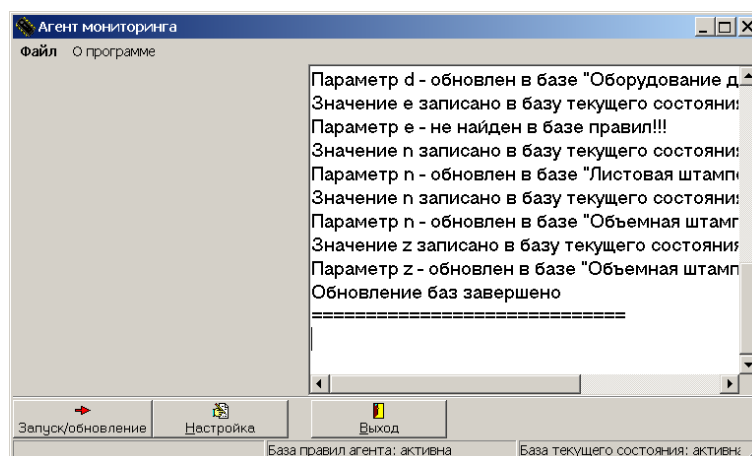 Агент мониторинга
Файл О программе
Параметр d - обновлен в базе "Оборудование д
Значение e записано в базу текущего состояни
Параметр e - не найден в базе правил!!!
Значение n записано в базу текущего состояни
Параметр n - обновлен в базе "Листовая штамп
Значение n записано в базу текущего состояни
Параметр n - обновлен в базе "Объемная штамп
Значение z записано в базу текущего состояния
Параметр z - обновлен в базе "Объемная штамп
Обновление баз завершено
=============================
Запуск/обновление Настройка Выход
База правил агента: активна База текущего состояния: активна